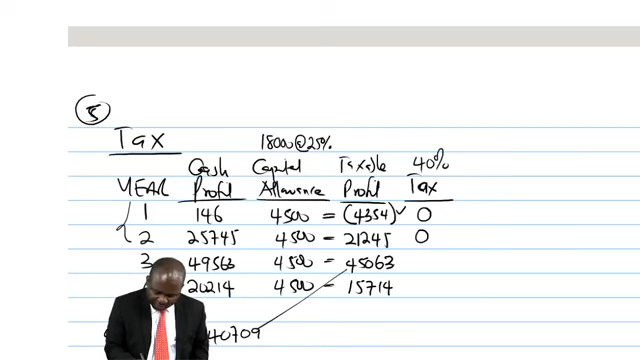 5
Tax 18000@25%
Cash Capital Taxable 40%
YEAR Profit Allowance Profit Tax
1 146 4500 = (4354)✓ 0
2 25745 4500 = 21245 0
3 49563 4500 = 45063
20214 4500 = 15714
40709